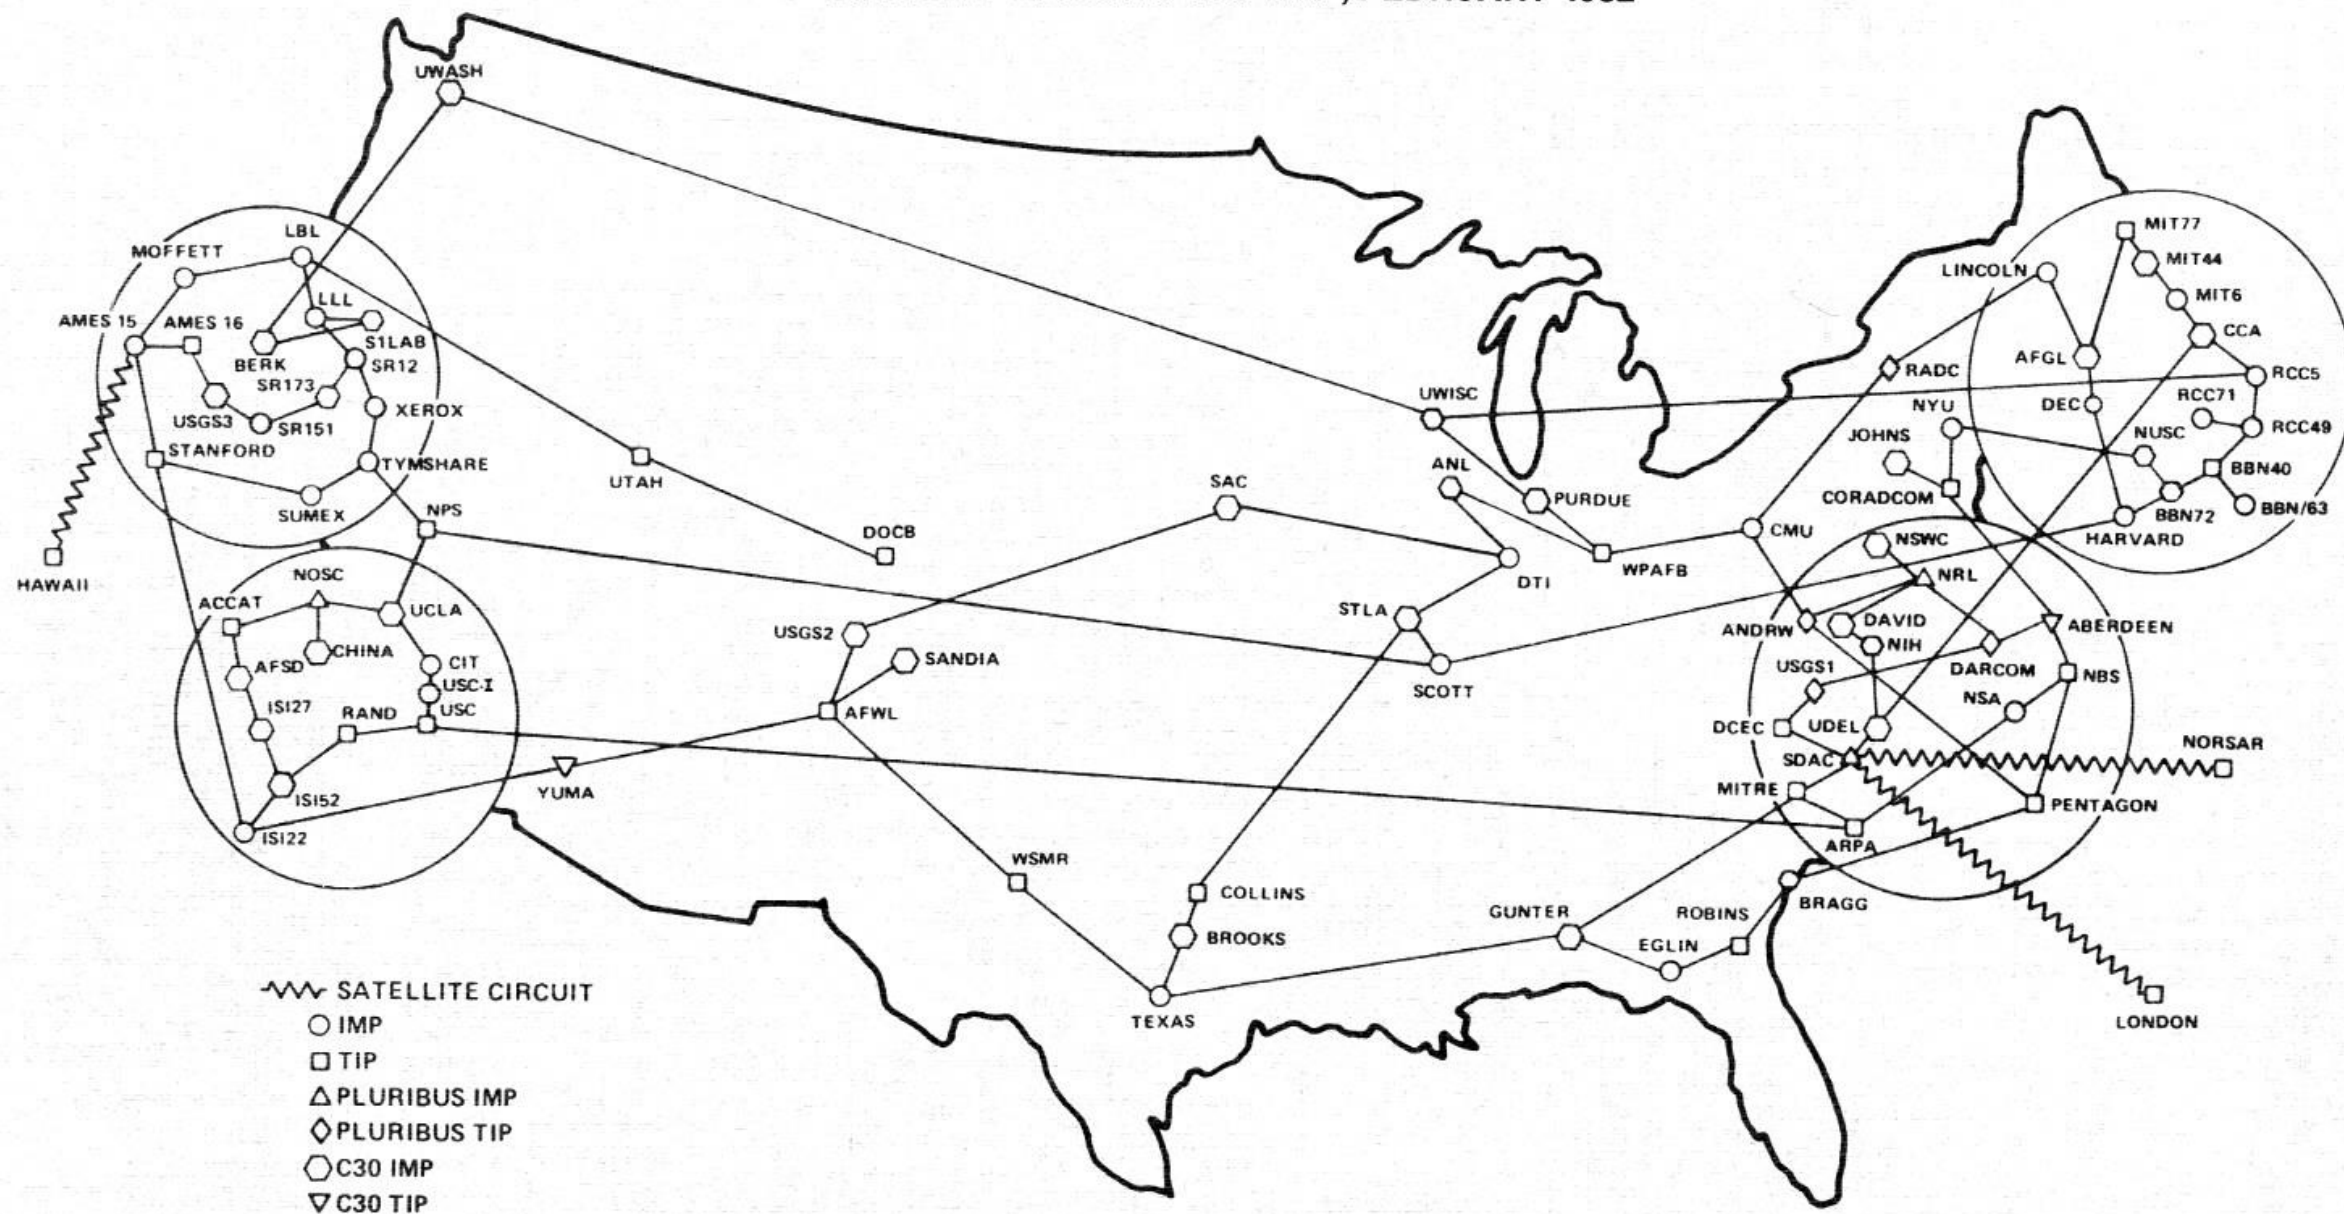 UWASH
LBL
MOFFETT
LLL
AMES 15
AMES 16
S1LAB
BERK
SR12
SR173
XEROX
USGS3
SR151
STANFORD
TYMSHARE
SUMEX
NPS
HAWAII
UTAH
DOCB
SAC
UWISC
ANL
PURDUE
DTI
WPAFB
CMU
STLA
SCOTT
USGS2
SANDIA
AFWL
YUMA
NOSC
ACCAT
UCLA
CHINA
CIT
AFSD
USC-I
ISI27
RAND
USC
ISI52
ISI22
WSMR
COLLINS
BROOKS
TEXAS
GUNTER
EGLIN
ROBINS
BRAGG
MIT77
LINCOLN
MIT44
MIT6
CCA
AFGL
RADC
RCC5
RCC71
DEC
NYU
JOHNS
NUSC
RCC49
BBN40
CORADCOM
BBN72
BBN/63
HARVARD
NSWC
NRL
DAVID
ANDRW
ABERDEEN
NIH
USGS1
DARCOM
NBS
NSA
DCEC
UDEL
SDAC
NORSAR
MITRE
PENTAGON
ARPA
LONDON
SATELLITE CIRCUIT
IMP
TIP
PLURIBUS IMP
PLURIBUS TIP
C30 IMP
C30 TIP